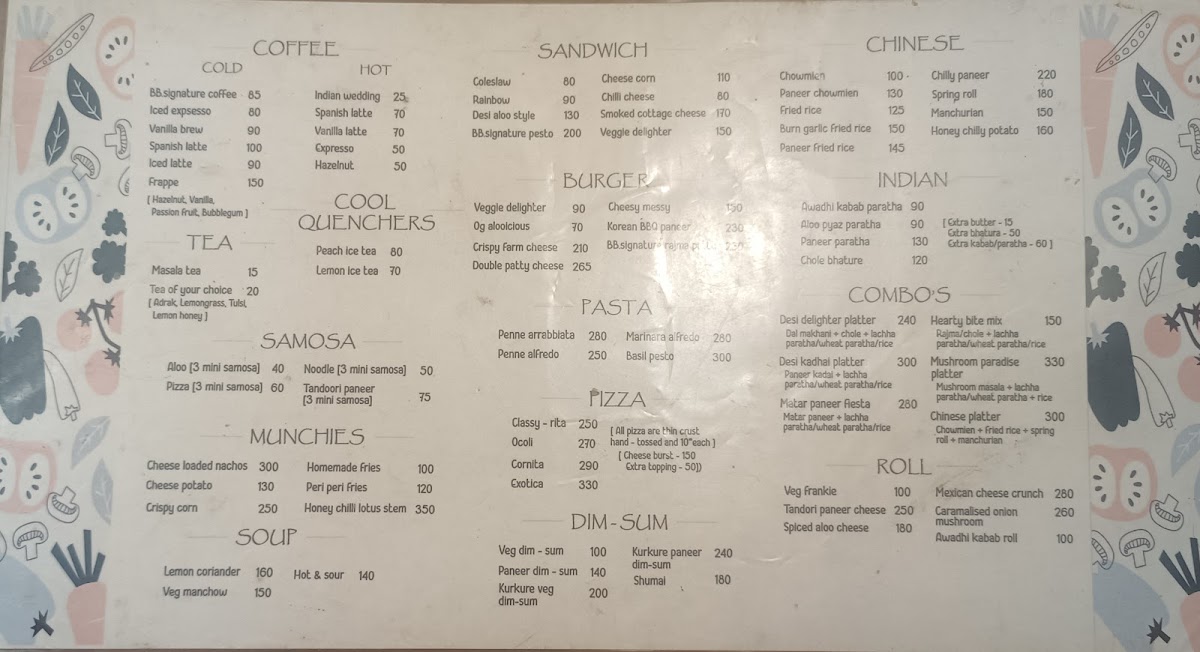 COFFEE
COLD
BB.signature coffee 85
Iced expsesso 80
Vanilla brew 90
Spanish latte 100
Iced latte 90
Frappe 150
[ Hazelnut, Vanilla,
Passion Fruit, Bubblegum ]
HOT
Indian wedding 25
Spanish latte 70
Vanilla latte 70
Expresso 50
Hazelnut 50
COOL
QUENCHERS
Peach ice tea 80
Lemon ice tea 70
TEA
Masala tea 15
Tea of your choice 20
[ Adrak, Lemongrass, Tulsi,
Lemon honey ]
SAMOSA
Aloo [3 mini samosa] 40
Pizza [3 mini samosa] 60
Noodle [3 mini samosa] 50
Tandoori paneer
[3 mini samosa] 75
MUNCHIES
Cheese loaded nachos 300
Cheese potato 130
Crispy corn 250
Homemade fries 100
Peri peri fries 120
Honey chilli lotus stem 350
SOUP
Lemon coriander 160
Veg manchow 150
Hot & sour 140
SANDWICH
Coleslaw 80
Rainbow 90
Desi aloo style 130
BB.signature pesto 200
Cheese corn 110
Chilli cheese 80
Smoked cottage cheese 170
Veggie delighter 150
BURGER
Veggie delighter 90
Og aloolicious 70
Crispy farm cheese 210
Double patty cheese 265
Cheesy messy 150
Korean BBQ paneer 230
BB.signature rajma 230
PASTA
Penne arrabbiata 280
Penne alfredo 250
Marinara alfredo 280
Basil pesto 300
PIZZA
Classy - rita 250
Ocoli 270
Cornita 290
Exotica 330
[ All pizza are thin crust
hand - tossed and 10"each ]
[ Cheese burst - 150
Extra topping - 50])
DIM-SUM
Veg dim - sum 100
Paneer dim - sum 140
Kurkure veg
dim-sum 200
Kurkure paneer 240
dim-sum
Shumai 180
CHINESE
Chowmien 100
Paneer chowmien 130
Fried rice 125
Burn garlic fried rice 150
Paneer fried rice 145
Chilly paneer 220
Spring roll 180
Manchurian 150
Honey chilly potato 160
INDIAN
Awadhi kabab paratha 90
Aloo pyaz paratha 90
Paneer paratha 130
Chole bhature 120
[ Extra butter - 15
Extra bhatura - 50
Extra kabab/paratha - 60 ]
COMBO'S
Desi delighter platter 240
Dal makhani + chole + lachha
paratha/wheat paratha/rice
Desi kadhai platter 300
Paneer kadai + lachha
paratha/wheat paratha/rice
Matar paneer fiesta 280
Matar paneer + lachha
paratha/wheat paratha/rice
Hearty bite mix 150
Rajma/chole + lachha
paratha/wheat paratha/rice
Mushroom paradise 330
platter
Mushroom masala + lachha
paratha/wheat paratha + rice
Chinese platter 300
Chowmien + fried rice + spring
roll + manchurian
ROLL
Veg frankie 100
Tandori paneer cheese 250
Spiced aloo cheese 180
Mexican cheese crunch 280
Caramalised onion 260
mushroom
Awadhi kabab roll 100